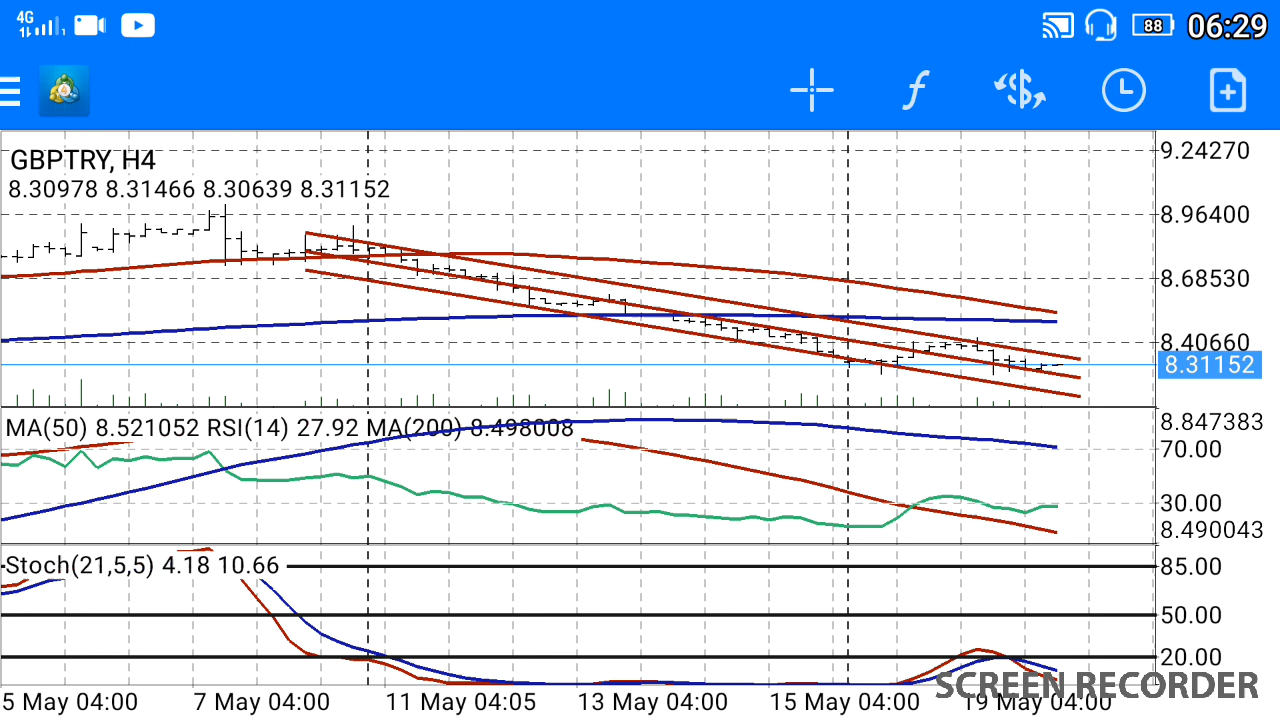 4G 88 06:29
GBPTRY, H4
8.30978 8.31466 8.30639 8.31152
9.24270
8.96400
8.68530
8.40660
8.31152
MA(50) 8.521052 RSI(14) 27.92 MA(200) 8.498008
8.847383
70.00
30.00
8.490043
Stoch(21,5,5) 4.18 10.66
85.00
50.00
20.00
SCREEN RECORDER
5 May 04:00 7 May 04:00 11 May 04:05 13 May 04:00 15 May 04:00 19 May 04:00